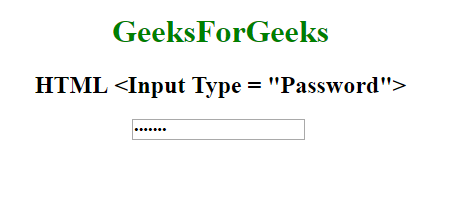 GeeksForGeeks
HTML <Input Type = "Password">
•••••••